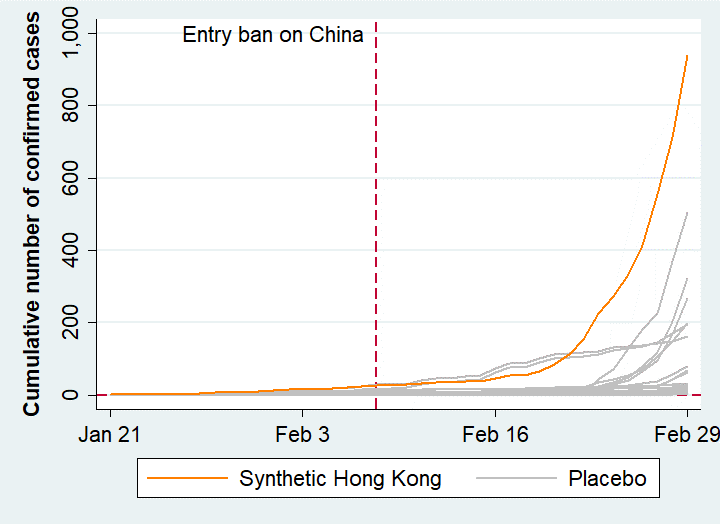 Entry ban on China
Cumulative number of confirmed cases
1,000
800
600
400
200
0
Jan 21
Feb 3
Feb 16
Feb 29
Synthetic Hong Kong
Placebo